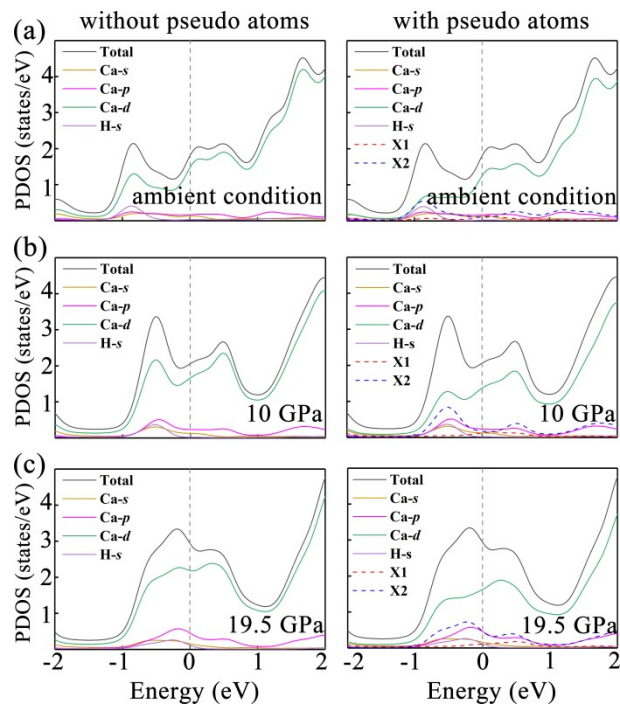 without pseudo atoms
with pseudo atoms
(a)
PDOS (states/eV)
4
3
2
1
Total
Ca-s
Ca-p
Ca-d
H-s
ambient condition
Total
Ca-s
Ca-p
Ca-d
H-s
X1
X2
ambient condition
(b)
PDOS (states/eV)
4
3
2
1
Total
Ca-s
Ca-p
Ca-d
H-s
10 GPa
Total
Ca-s
Ca-p
Ca-d
H-s
X1
X2
10 GPa
(c)
PDOS (states/eV)
4
3
2
1
Total
Ca-s
Ca-p
Ca-d
H-s
19.5 GPa
Total
Ca-s
Ca-p
Ca-d
H-s
X1
X2
19.5 GPa
-2 -1 0 1 2
-2 -1 0 1 2
Energy (eV)
Energy (eV)